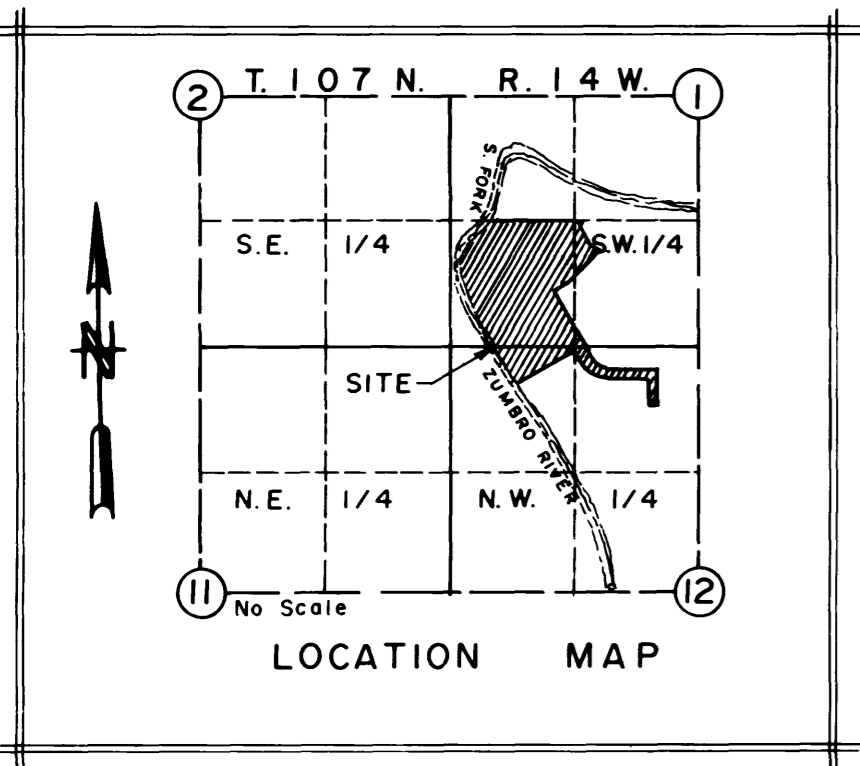 T. 107 N. R. 14 W.
2
1
S. FORK
S.E. 1/4
S.W. 1/4
N
SITE
ZUMBRO RIVER
N.E. 1/4
N.W. 1/4
11
No Scale
12
LOCATION MAP